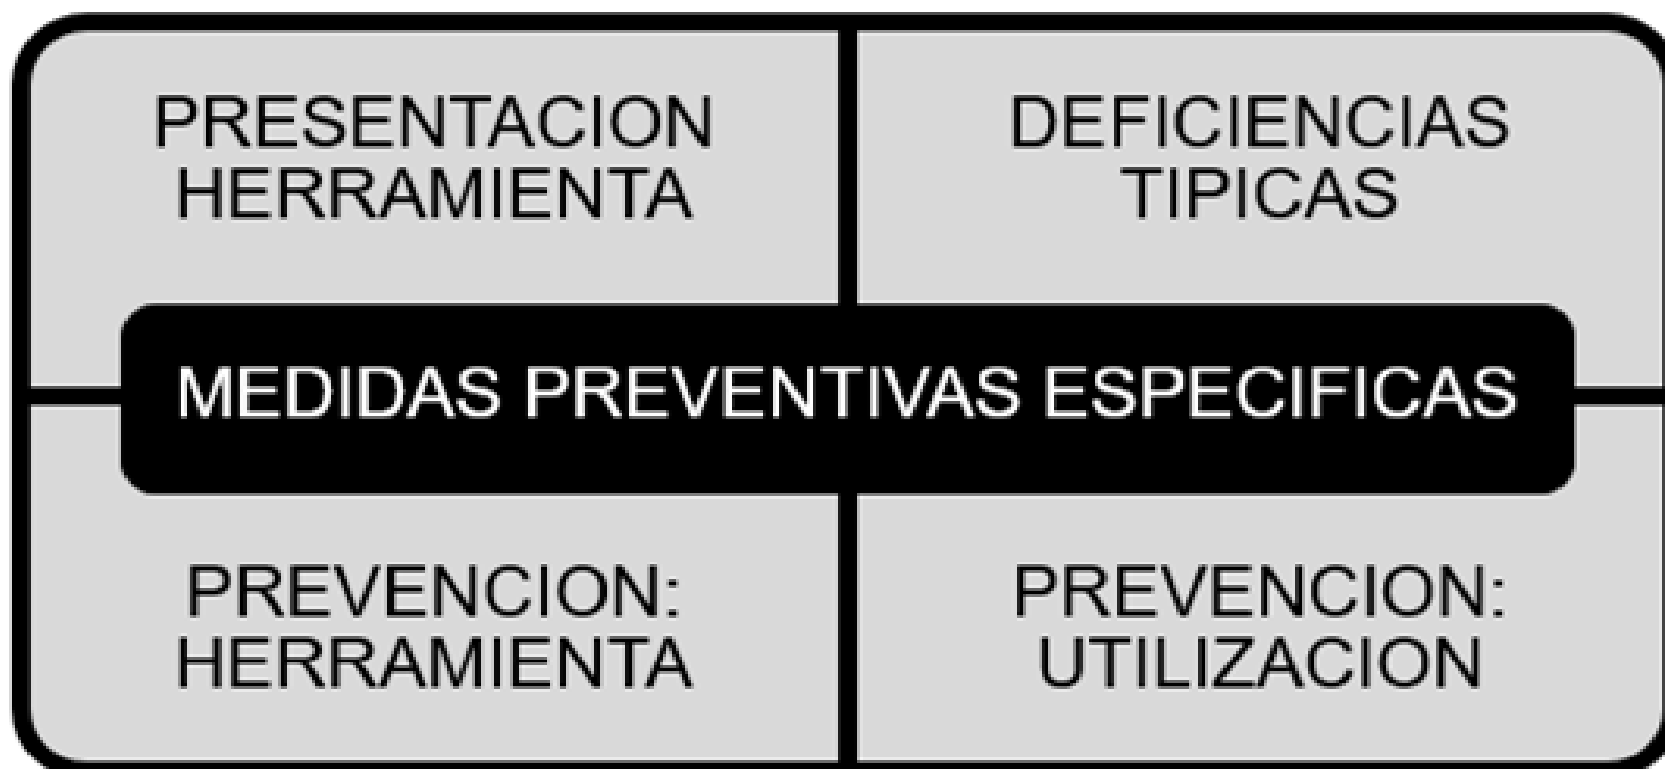 PRESENTACION
HERRAMIENTA
DEFICIENCIAS
TIPICAS
MEDIDAS PREVENTIVAS ESPECIFICAS
PREVENCION:
HERRAMIENTA
PREVENCION:
UTILIZACION